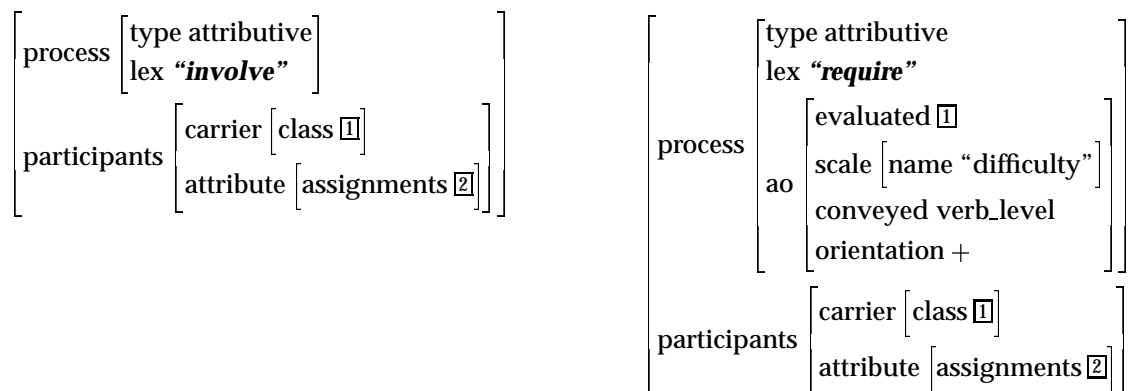 process type attributive
lex “involve”
participants carrier class 1
attribute assignments 2
process type attributive
lex “require”
ao evaluated 1
scale name “difficulty”
conveyed verb_level
orientation +
participants carrier class 1
attribute assignments 2